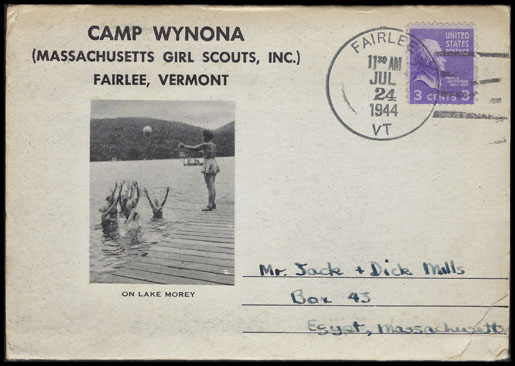 CAMP WYNONA
(MASSACHUSETTS GIRL SCOUTS, INC.)
FAIRLEE, VERMONT
FAIRLEE
11 30 AM
JUL
24
1944
VT
UNITED
STATES
POSTAGE
3 CENTS 3
ON LAKE MOREY
Mr. Jack + Dick Mills
Box 43
Egypt, Massachusetts